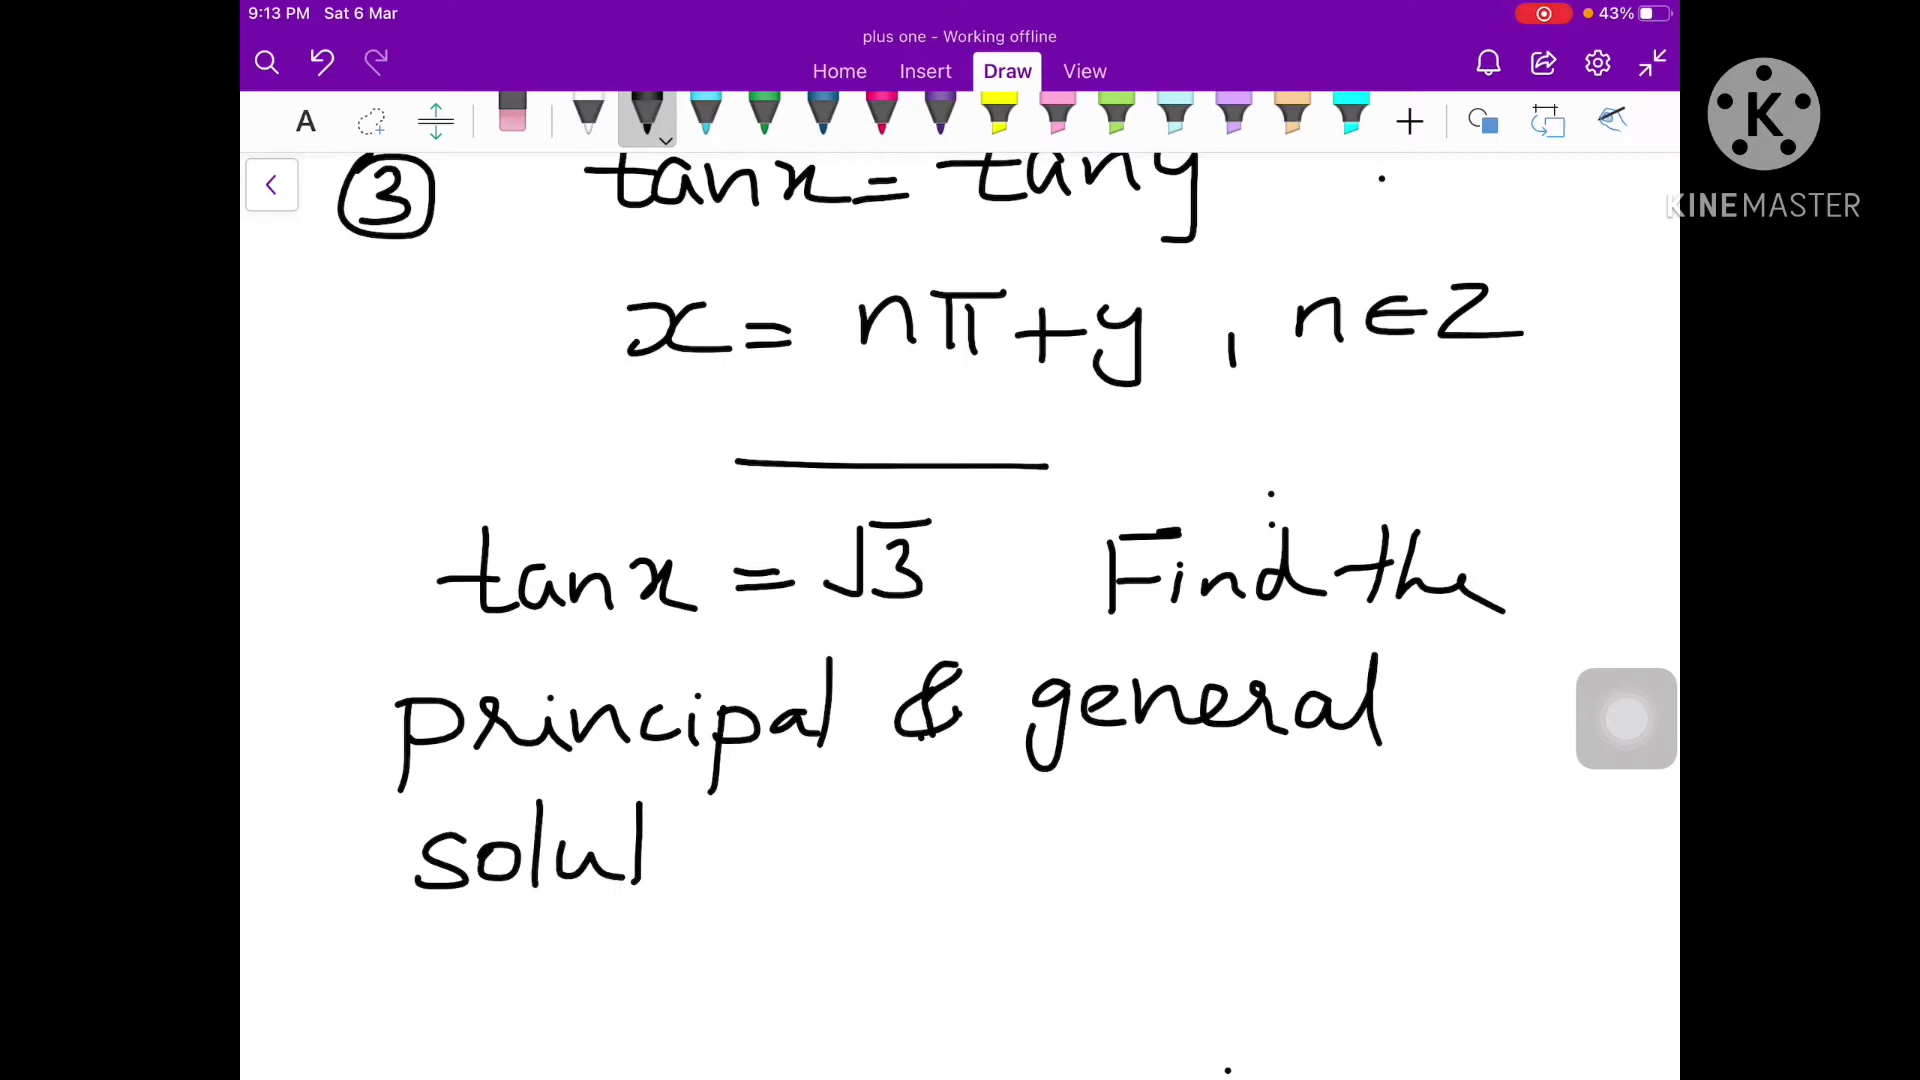 9:13 PM Sat 6 Mar
43%
plus one - Working offline
Home Insert Draw View
A
K
KINEMASTER
3 tanx = tany
x = nπ + y , n ∈ Z
tanx = √3 Find the
principal & general
solul